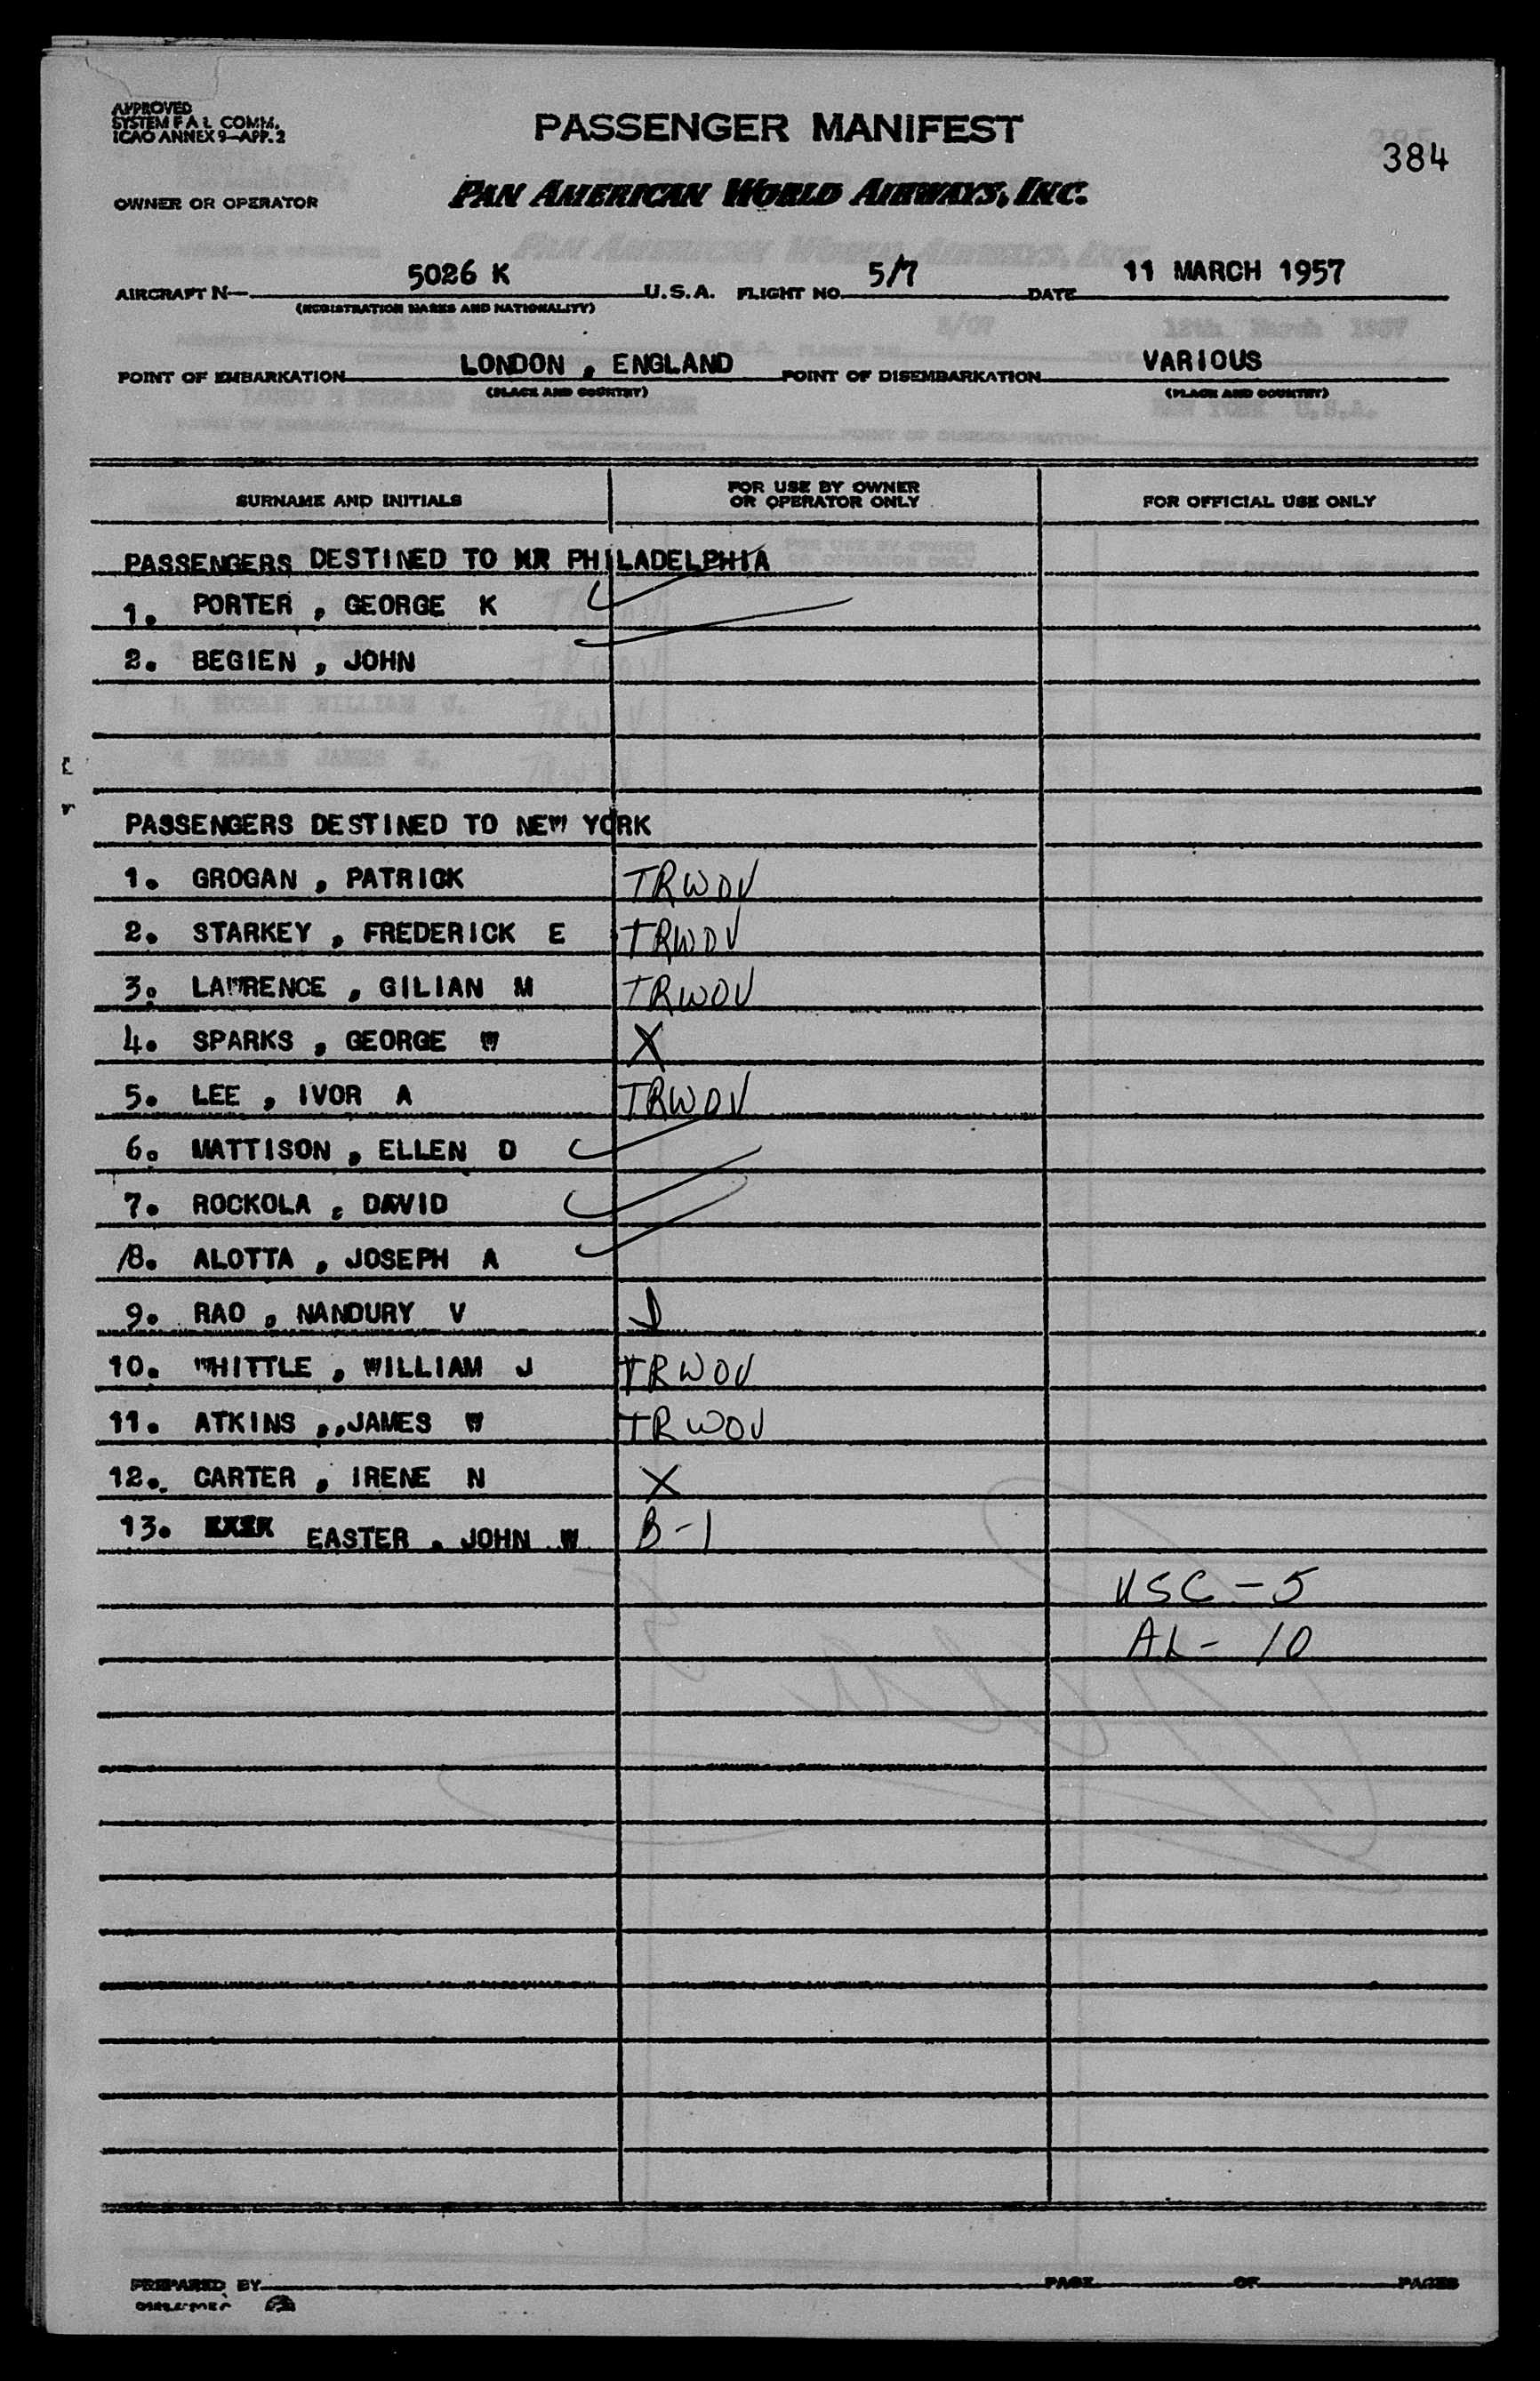 APPROVED
SYSTEM F A L COMM.
ICAO ANNEX 9-APP. 2
PASSENGER MANIFEST
384
OWNER OR OPERATOR PAN AMERICAN WORLD AIRWAYS, INC.
AIRCRAFT N- 5026 K U.S.A. FLIGHT NO. 5/7 DATE 11 MARCH 1957
(REGISTRATION MARKS AND NATIONALITY)
POINT OF EMBARKATION LONDON , ENGLAND POINT OF DISEMBARKATION VARIOUS
(PLACE AND COUNTRY) (PLACE AND COUNTRY)
SURNAME AND INITIALS FOR USE BY OWNER OR OPERATOR ONLY FOR OFFICIAL USE ONLY
PASSENGERS DESTINED TO PHILADELPHIA
1. PORTER , GEORGE K
2. BEGIEN , JOHN
PASSENGERS DESTINED TO NEW YORK
1. GROGAN , PATRICK TRWOV
2. STARKEY , FREDERICK E TRWOV
3. LAWRENCE , GILIAN M TRWOV
4. SPARKS , GEORGE W X
5. LEE , IVOR A TRWOV
6. MATTISON , ELLEN D
7. ROCKOLA , DAVID
8. ALOTTA , JOSEPH A
9. RAO , NANDURY V
10. WHITTLE , WILLIAM J TRWOV
11. ATKINS ,,JAMES W TRWOV
12. CARTER , IRENE N X
13. EASTER , JOHN W B-1
USC - 5
AL - 10
PREPARED BY PAGE OF PAGES